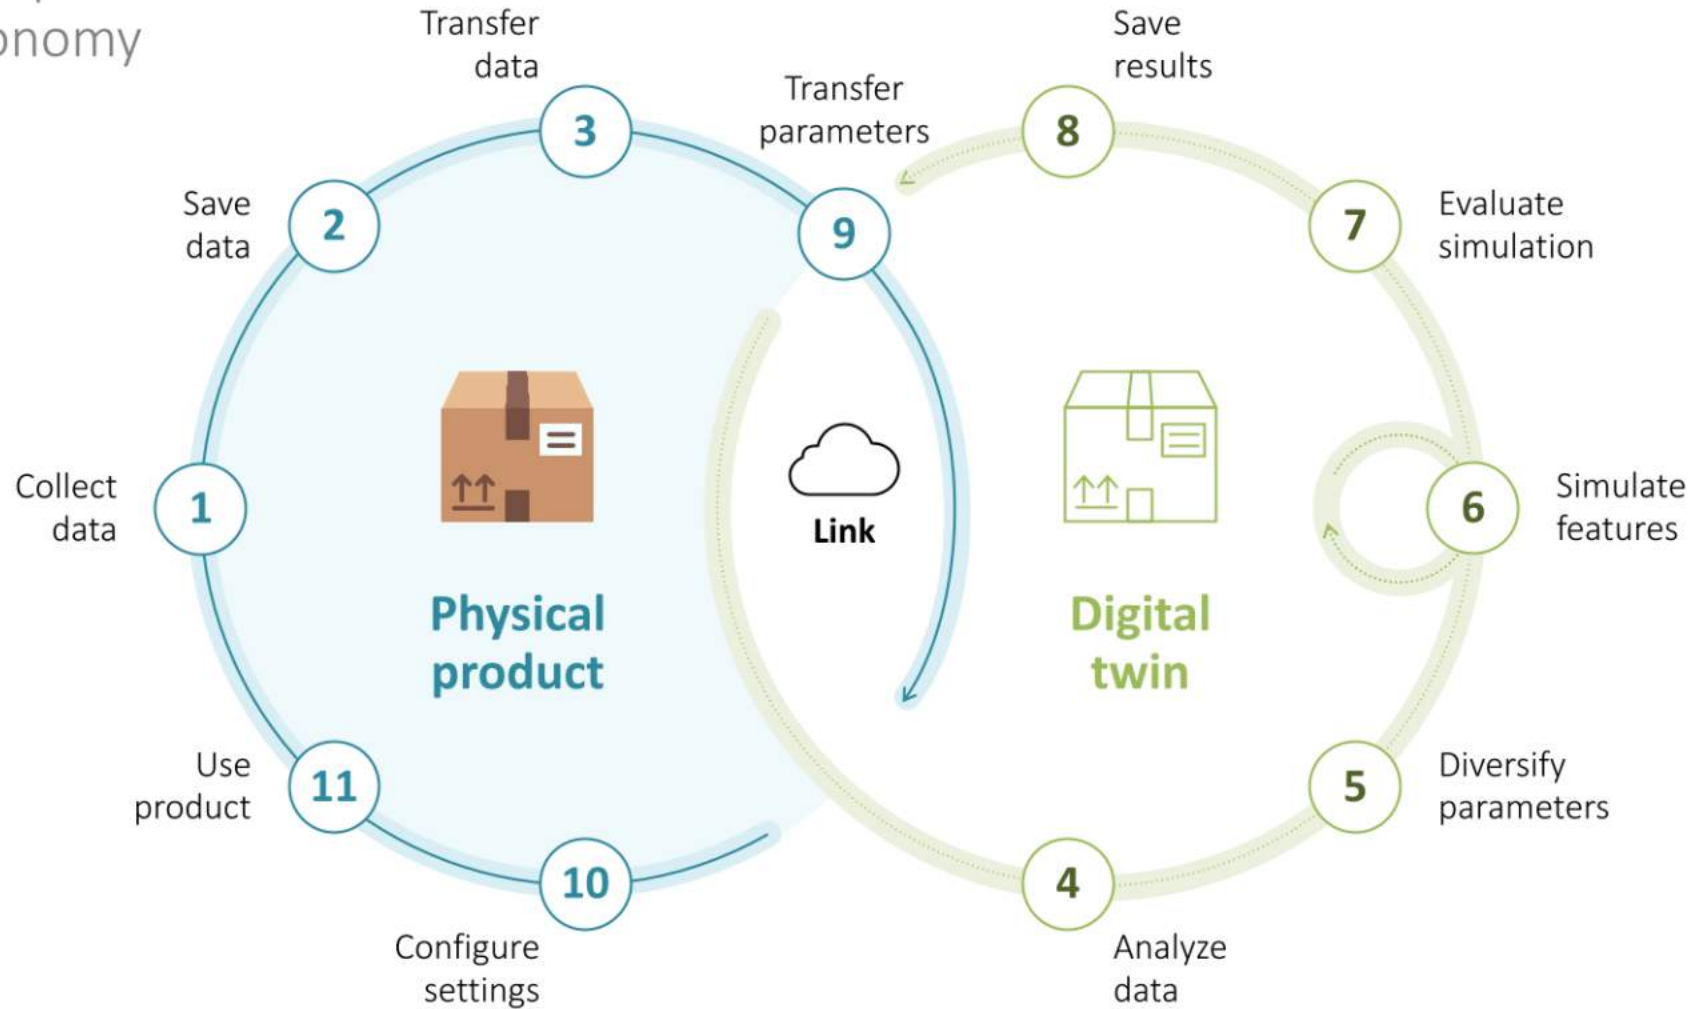 Transfer
data
Save
results
Transfer
parameters
3
8
Save
data
2
9
7
Evaluate
simulation
Collect
data
1
Link
6
Simulate
features
Physical
product
Digital
twin
Use
product
11
5
Diversify
parameters
10
4
Configure
settings
Analyze
data